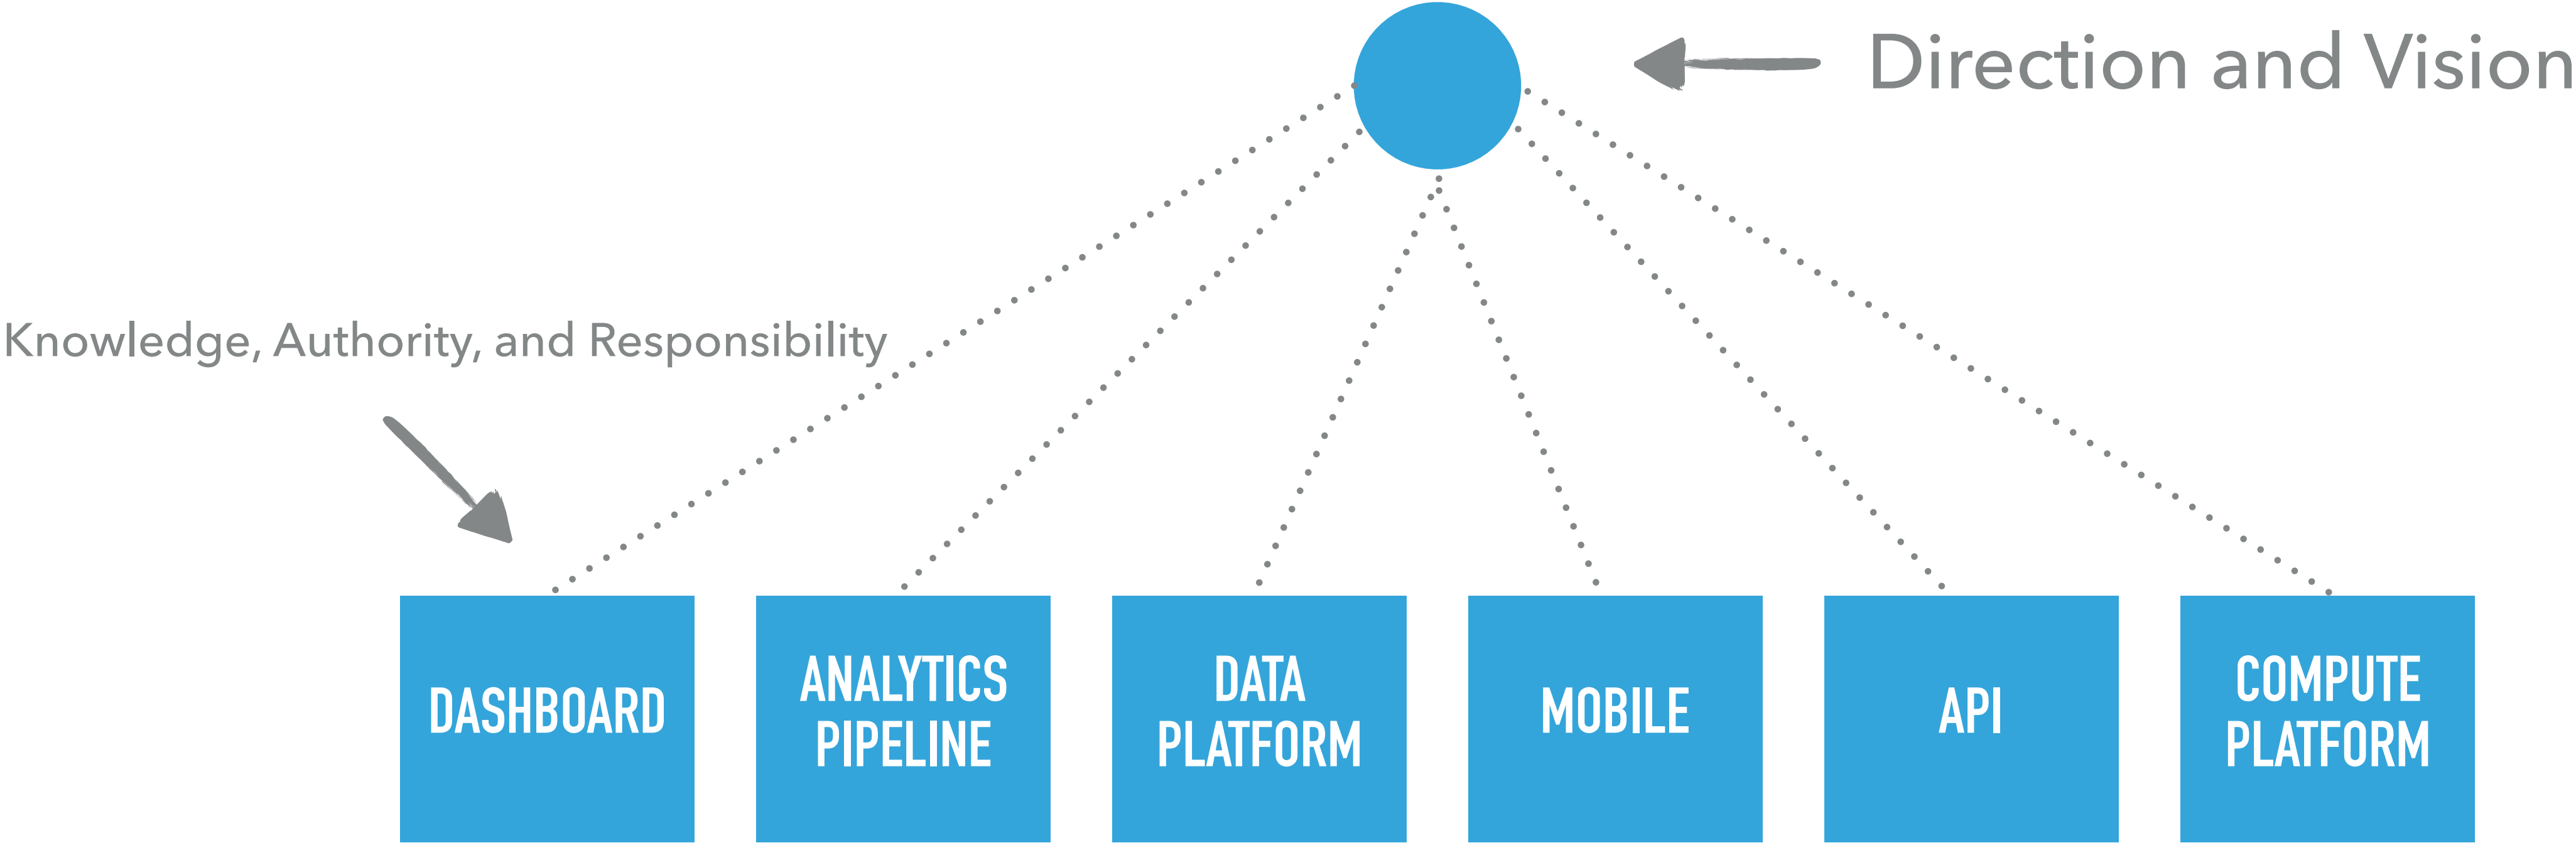 Direction and Vision
Knowledge, Authority, and Responsibility
DASHBOARD
ANALYTICS
PIPELINE
DATA
PLATFORM
MOBILE
API
COMPUTE
PLATFORM